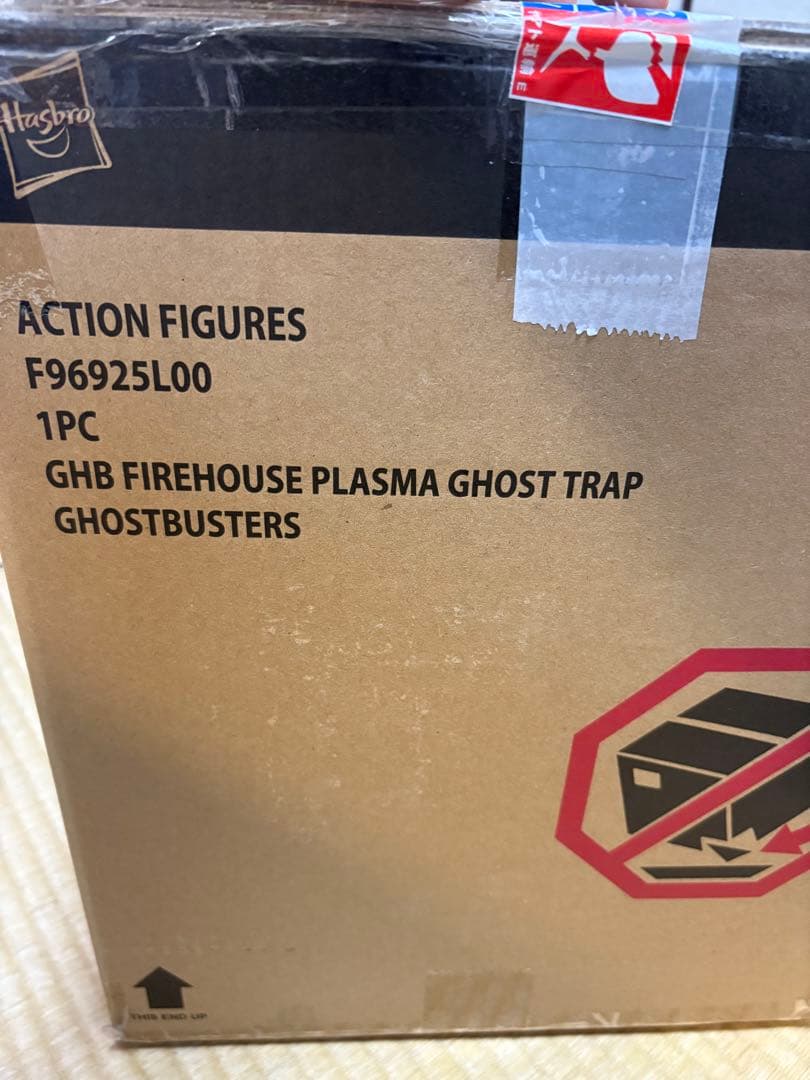 Hasbro
ACTION FIGURES
F96925L00
1PC
GHB FIREHOUSE PLASMA GHOST TRAP
GHOSTBUSTERS
THIS END UP